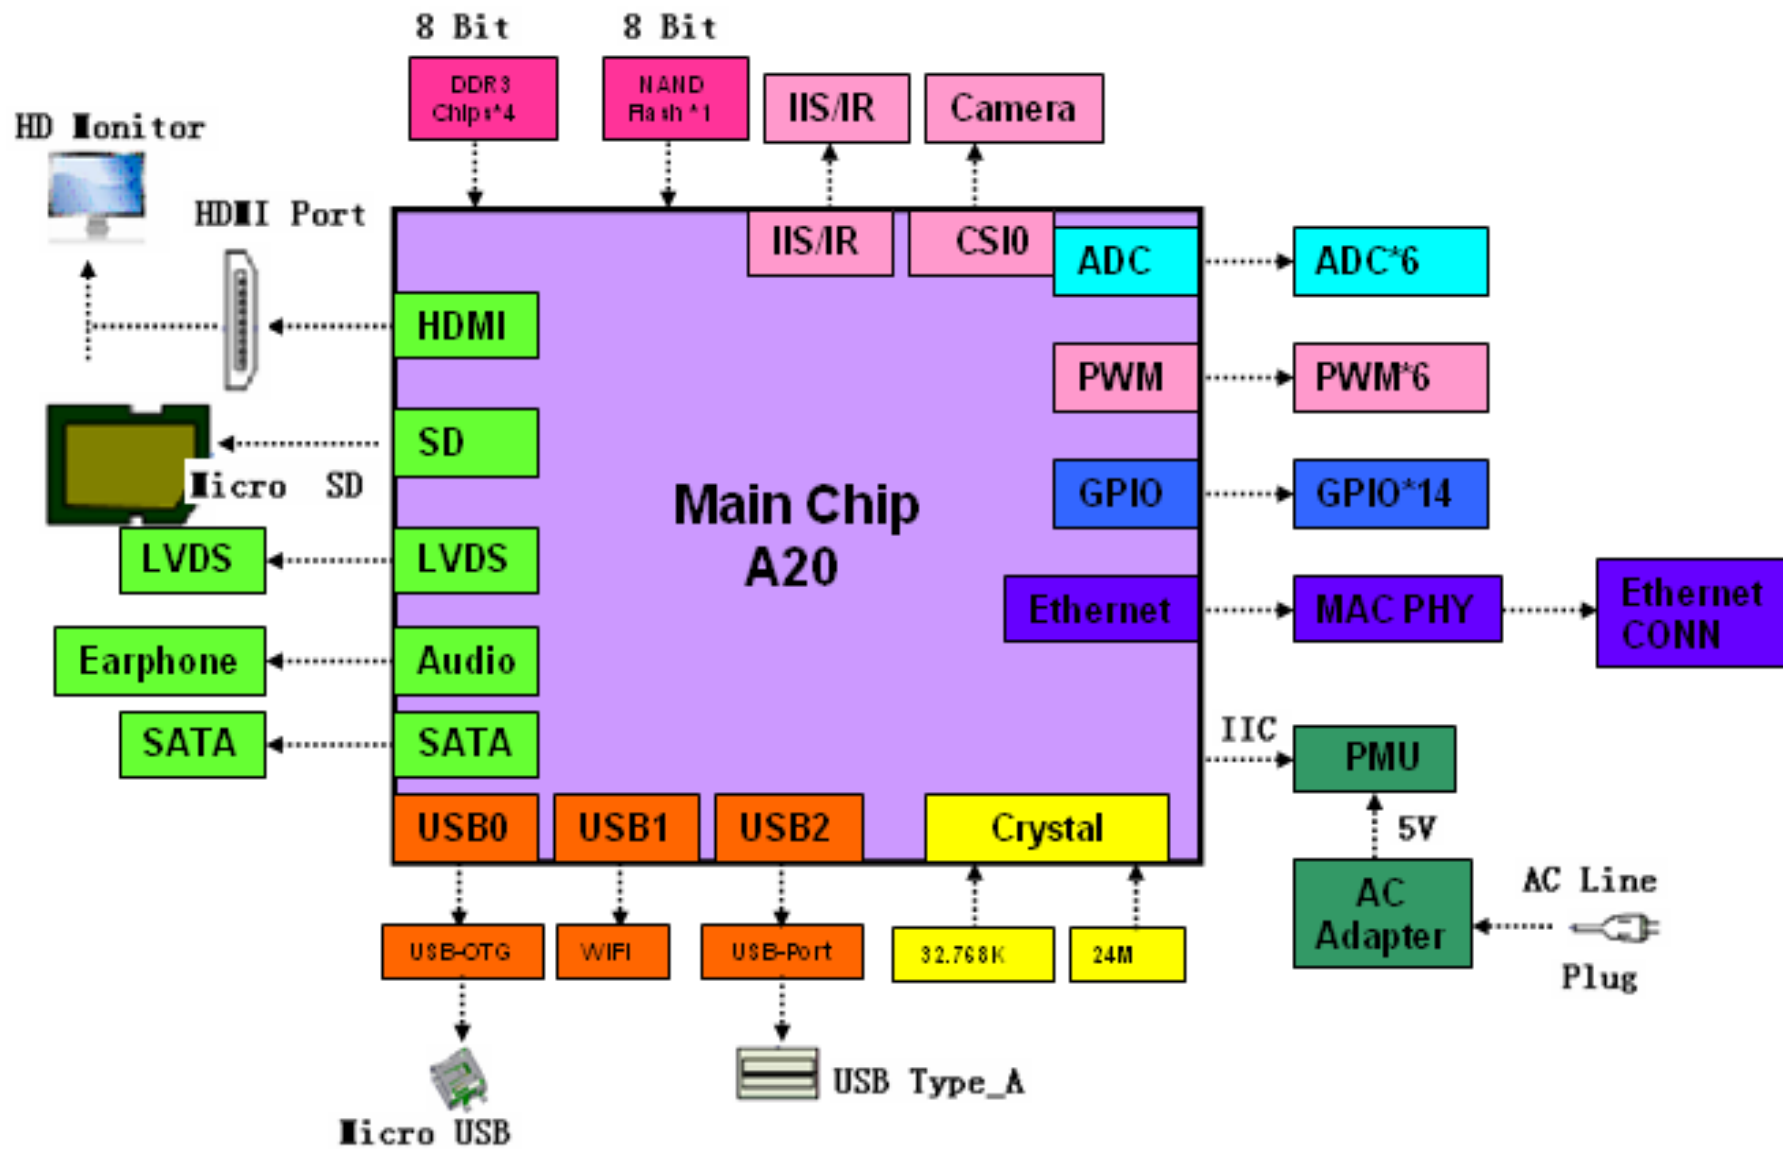 8 Bit
8 Bit
DDR3
Chips*4
NAND
Flash *1
IIS/IR
Camera
HD Monitor
HDMI Port
IIS/IR
CSI0
ADC
ADC*6
HDMI
PWM
PWM*6
SD
Micro SD
GPIO
GPIO*14
Main Chip
A20
LVDS
LVDS
Ethernet
MAC PHY
Ethernet
CONN
Earphone
Audio
SATA
SATA
IIC
PMU
5V
USB0
USB1
USB2
Crystal
AC
Adapter
AC Line
Plug
USB-OTG
WIFI
USB-Port
32.768K
24M
USB Type_A
Micro USB